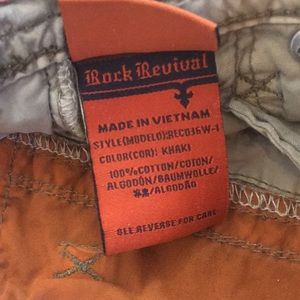 Rock Revival
MADE IN VIETNAM
STYLE(MODELO):REC036W-1
COLOR(COR): KHAKI
100%COTTON/COTON/
ALGODÓN/BAUMWOLLE/
/ALGODÃO
SEE REVERSE FOR CARE